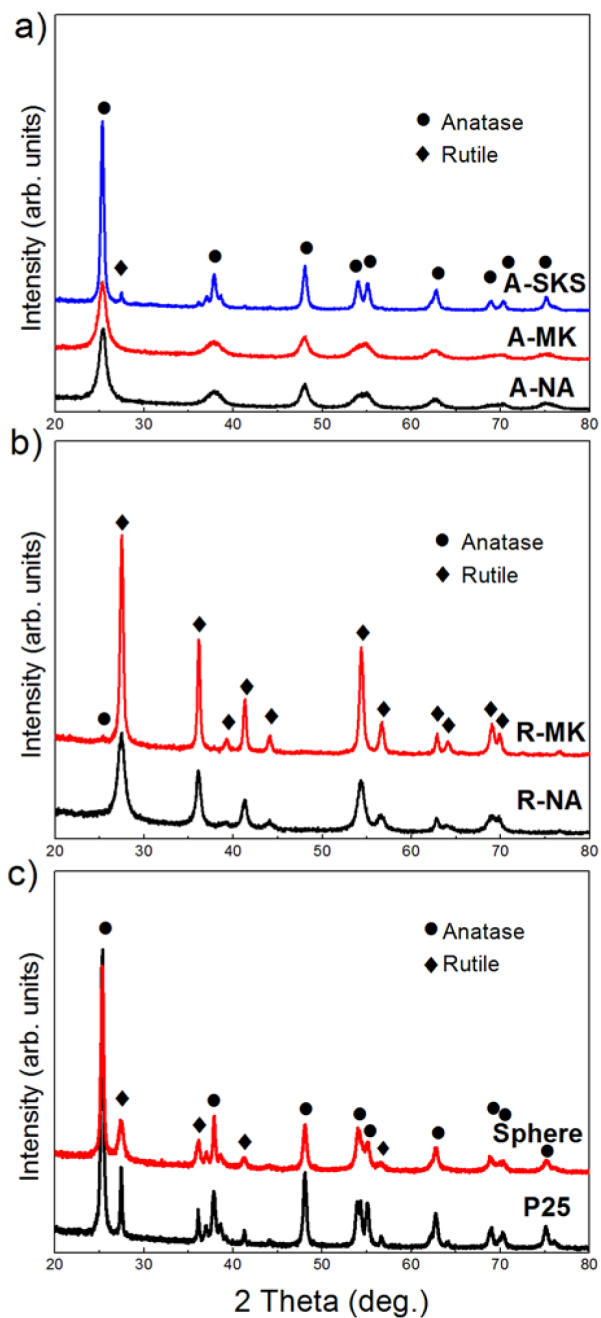 a)
Intensity (arb. units)
● Anatase
◆ Rutile
A-SKS
A-MK
A-NA
20 30 40 50 60 70 80
b)
Intensity (arb. units)
● Anatase
◆ Rutile
R-MK
R-NA
20 30 40 50 60 70 80
c)
Intensity (arb. units)
● Anatase
◆ Rutile
Sphere
P25
20 30 40 50 60 70 80
2 Theta (deg.)